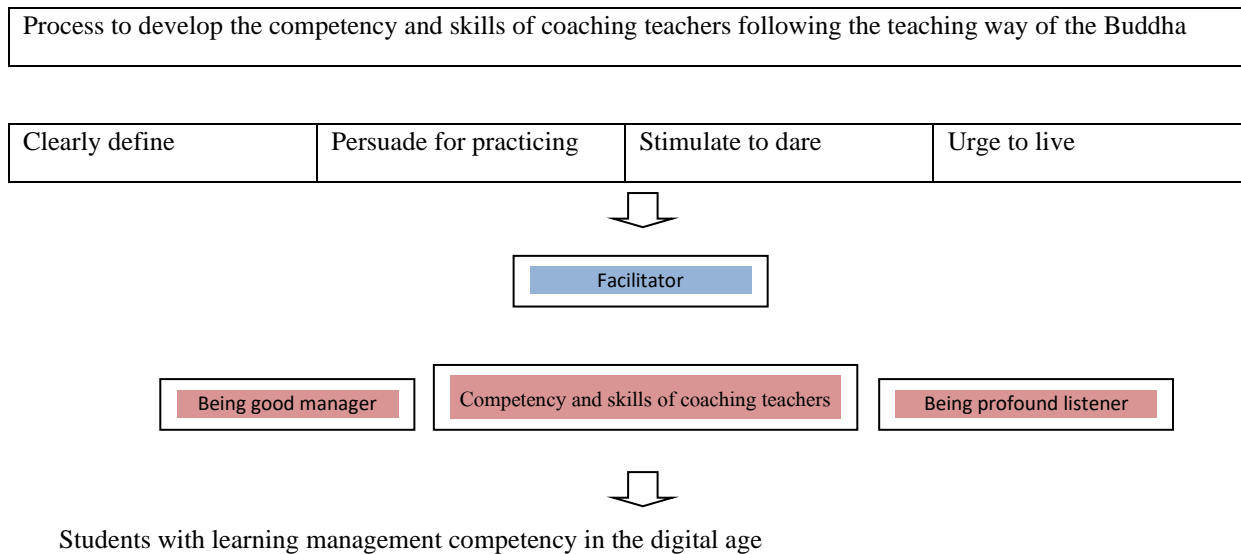 Process to develop the competency and skills of coaching teachers following the teaching way of the Buddha
Clearly define
Persuade for practicing
Stimulate to dare
Urge to live
Facilitator
Being good manager
Competency and skills of coaching teachers
Being profound listener
Students with learning management competency in the digital age